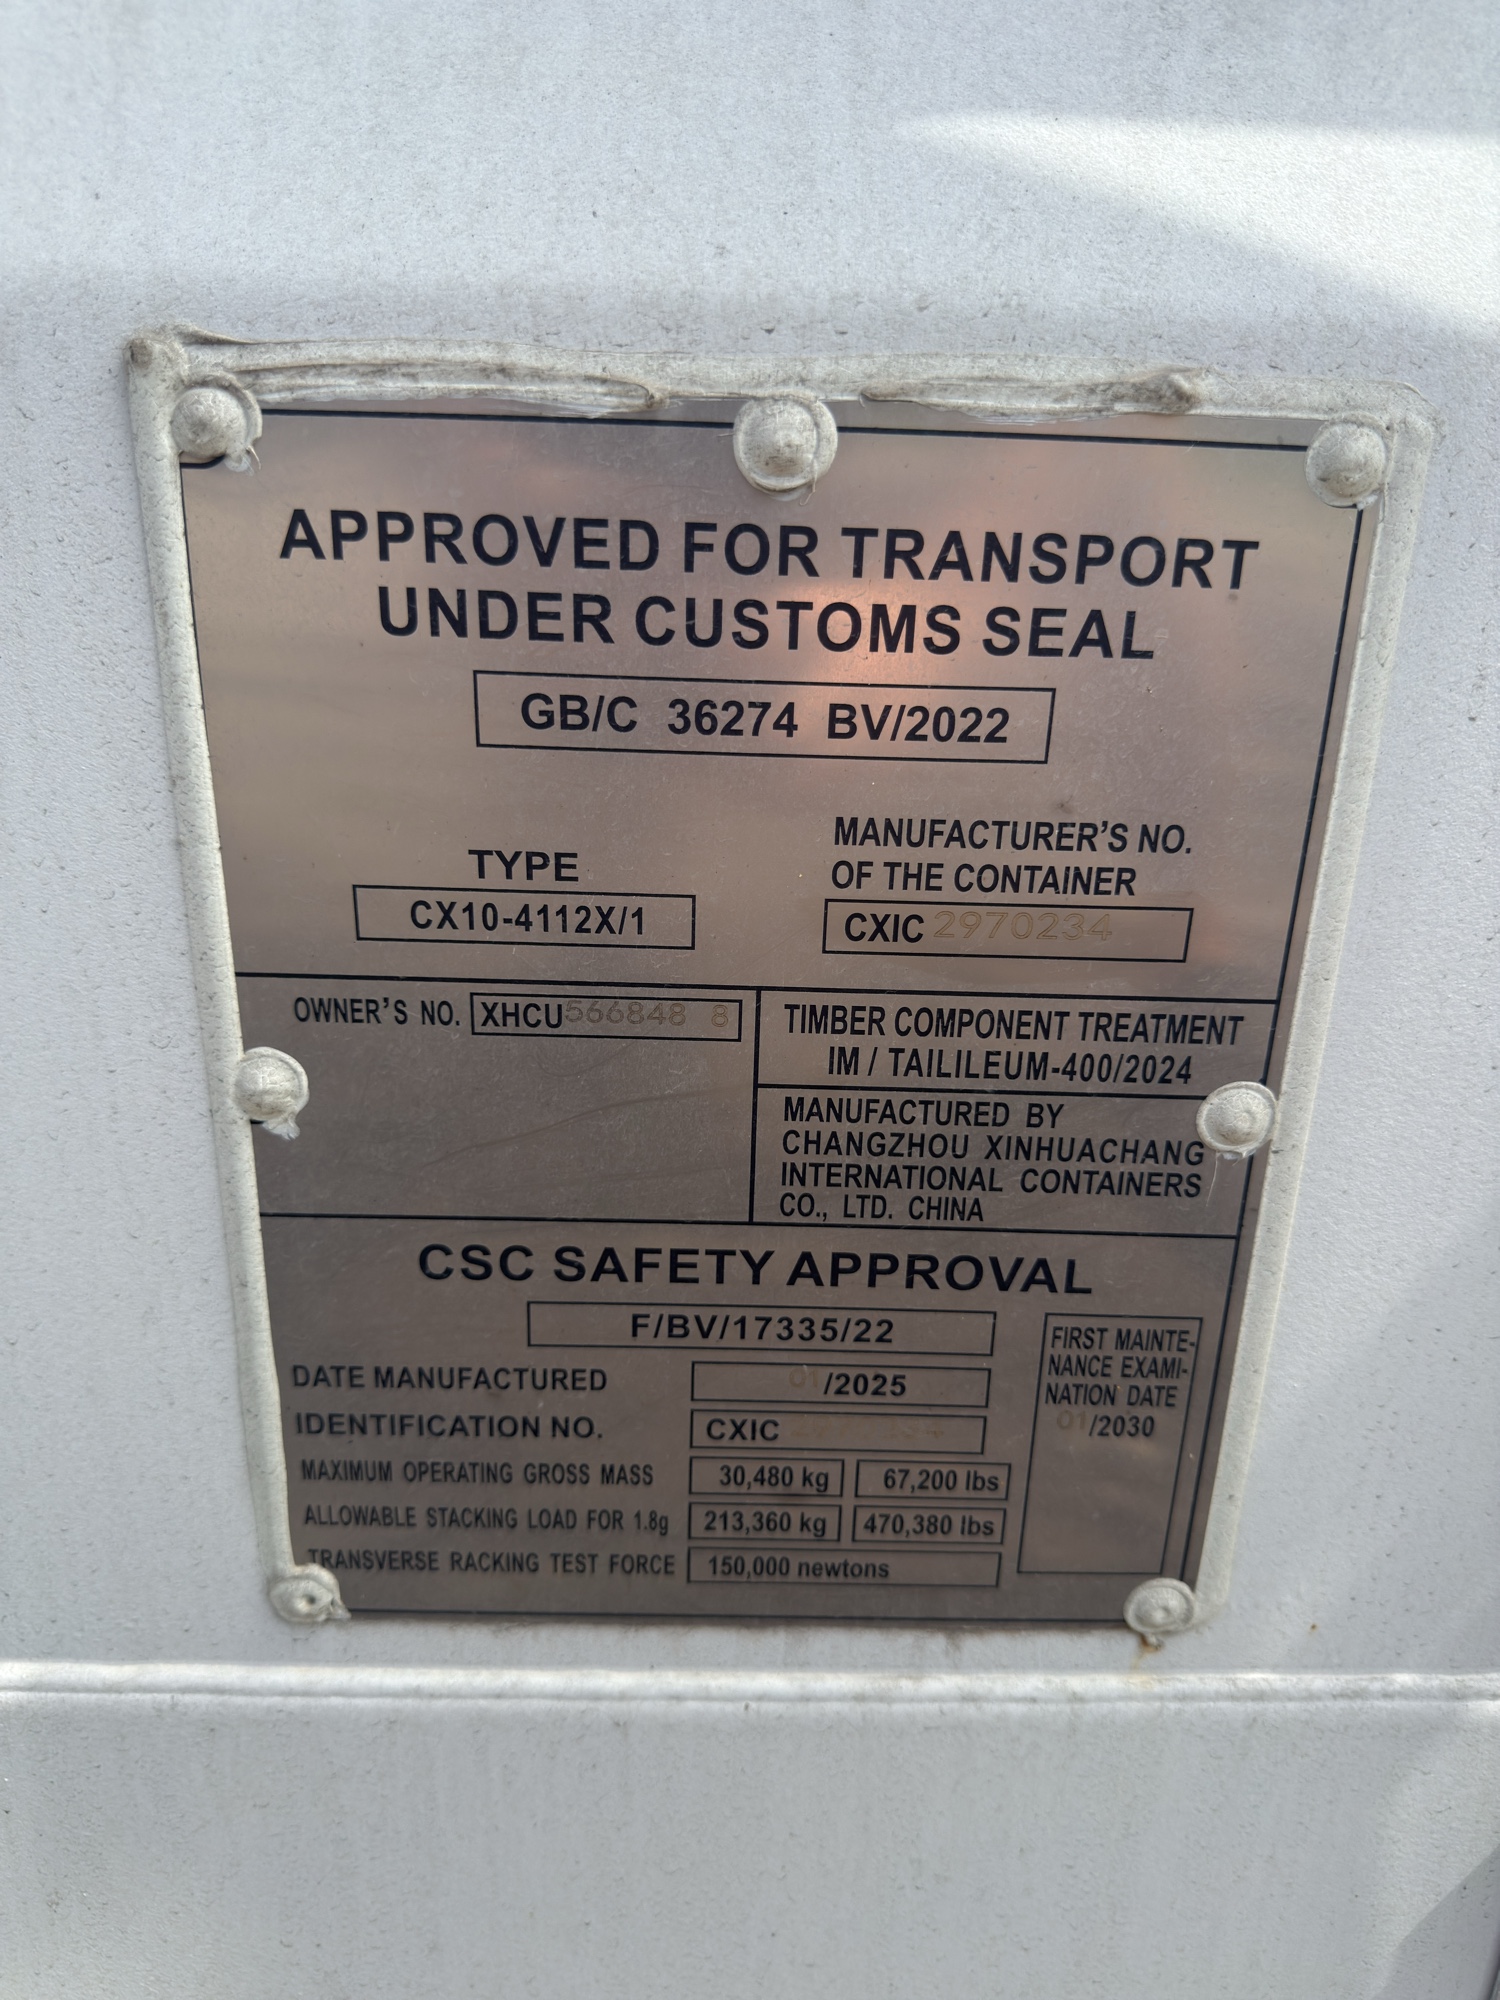 APPROVED FOR TRANSPORT
UNDER CUSTOMS SEAL
GB/C 36274 BV/2022
TYPE
CX10-4112X/1
MANUFACTURER'S NO.
OF THE CONTAINER
CXIC 2970234
OWNER'S NO. XHCU 566848 8
TIMBER COMPONENT TREATMENT
IM / TAILILEUM-400/2024
MANUFACTURED BY
CHANGZHOU XINHUACHANG
INTERNATIONAL CONTAINERS
CO., LTD. CHINA
CSC SAFETY APPROVAL
F/BV/17335/22
DATE MANUFACTURED 01/2025
IDENTIFICATION NO. CXIC
MAXIMUM OPERATING GROSS MASS 30,480 kg 67,200 lbs
ALLOWABLE STACKING LOAD FOR 1.8g 213,360 kg 470,380 lbs
TRANSVERSE RACKING TEST FORCE 150,000 newtons
FIRST MAINTE-
NANCE EXAMI-
NATION DATE
01/2030